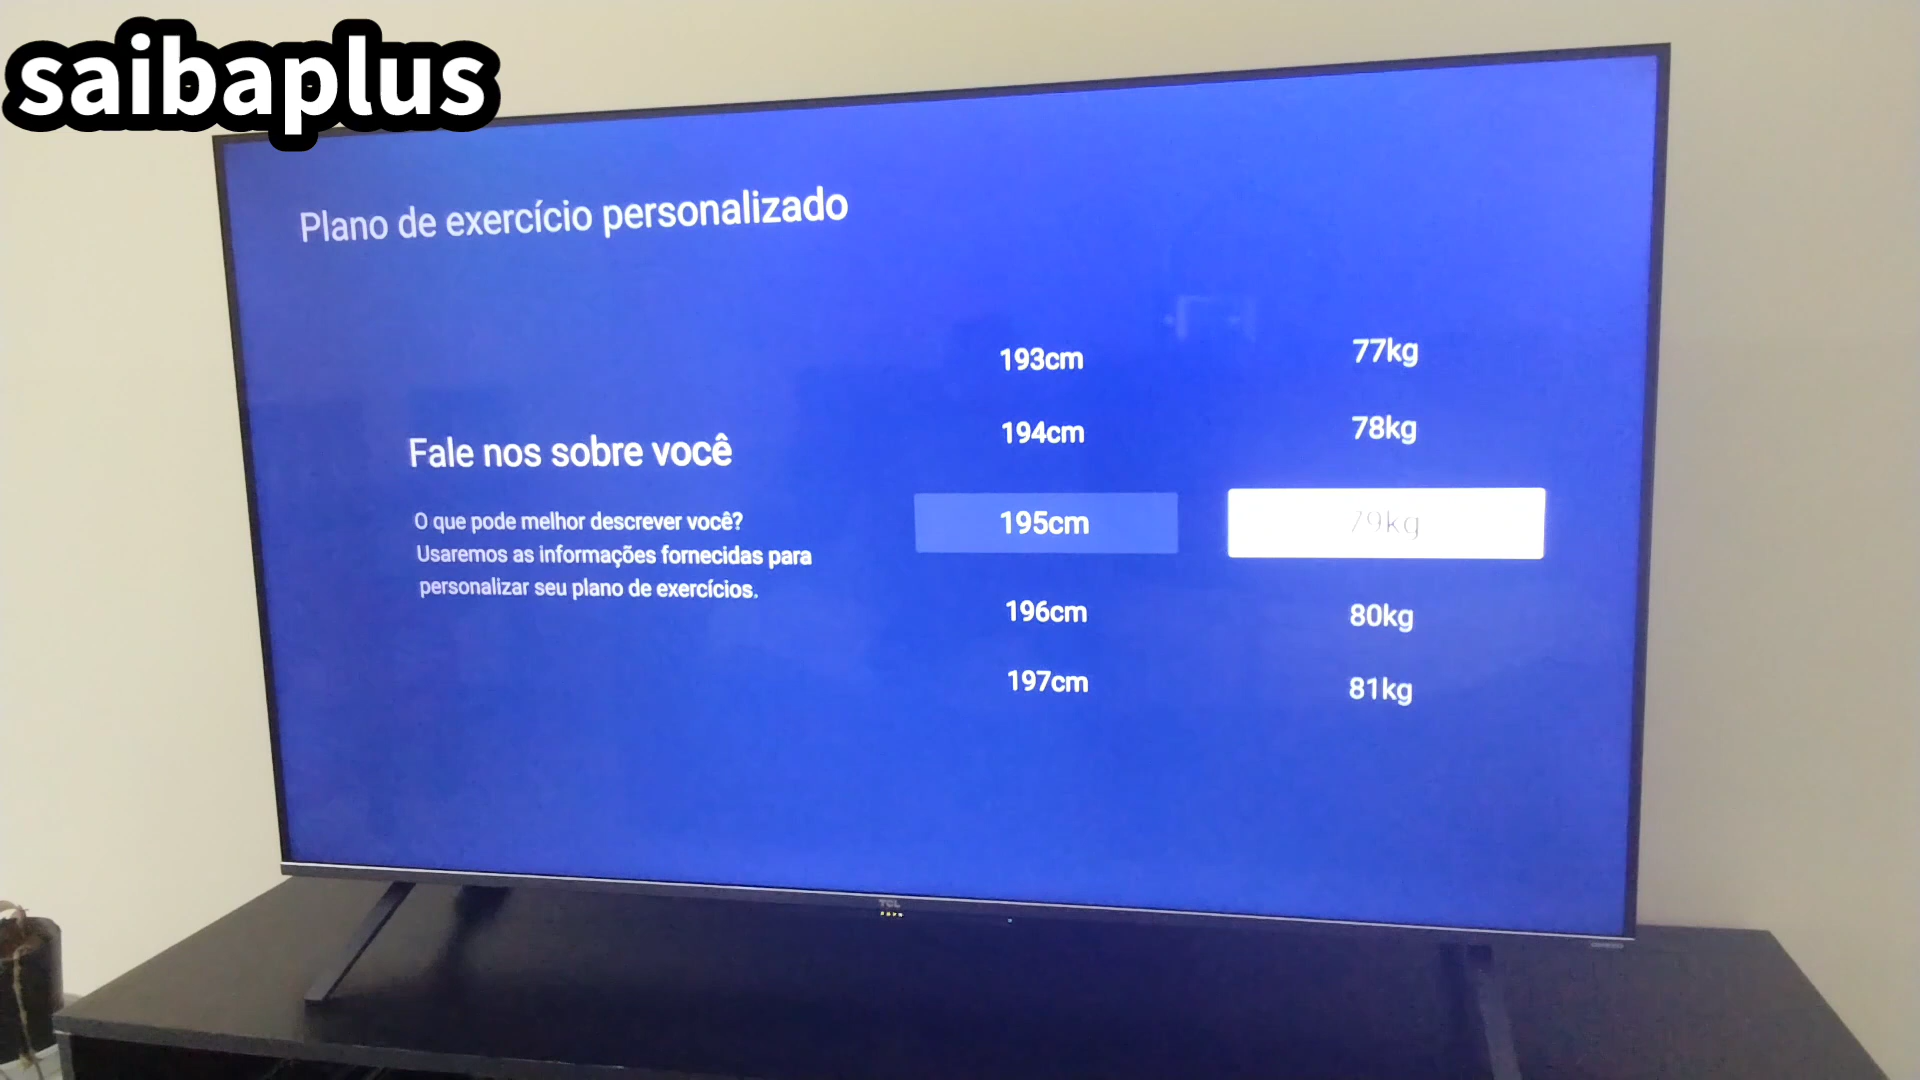 saibaplus
Plano de exercício personalizado
Fale nos sobre você
O que pode melhor descrever você?
Usaremos as informações fornecidas para
personalizar seu plano de exercícios.
193cm
194cm
195cm
196cm
197cm
77kg
78kg
79kg
80kg
81kg
TCL